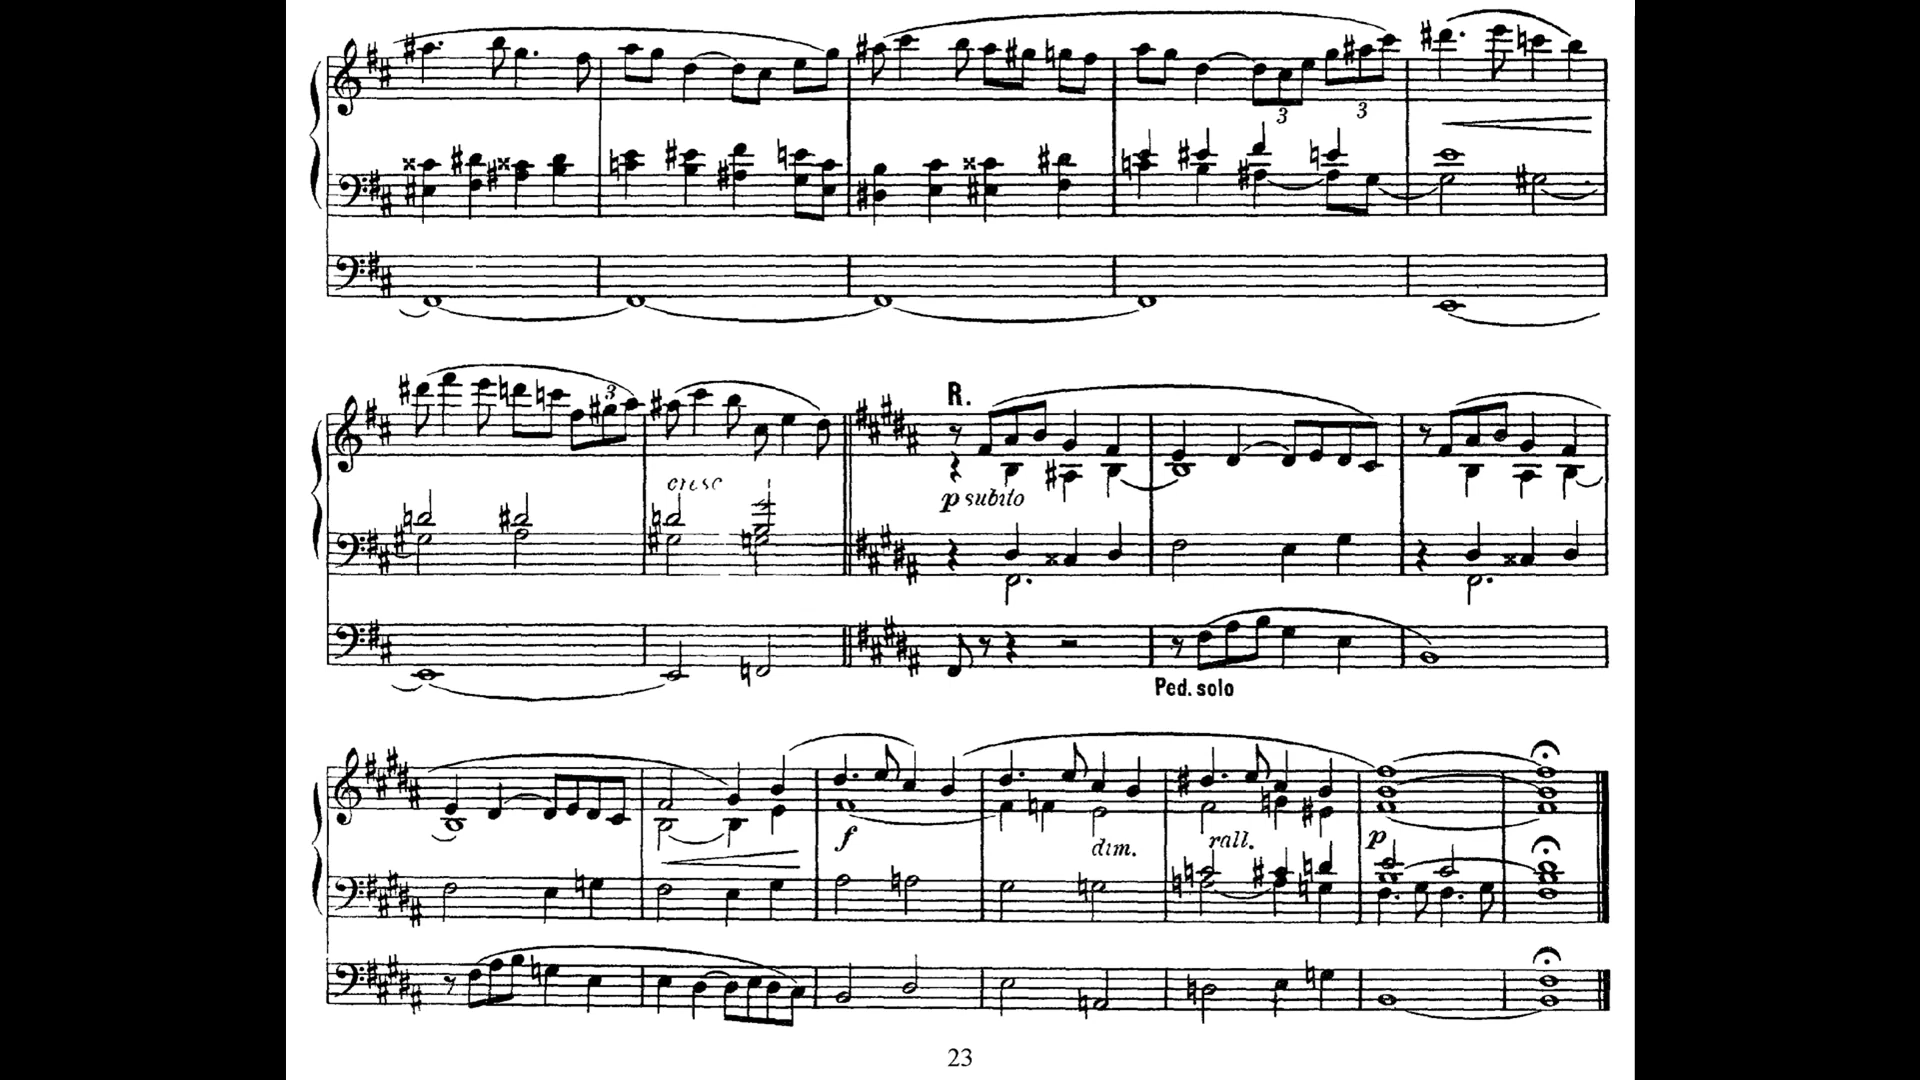 3 3
3
cresc
R.
p subito
Ped. solo
f
dim.
rall.
p
23